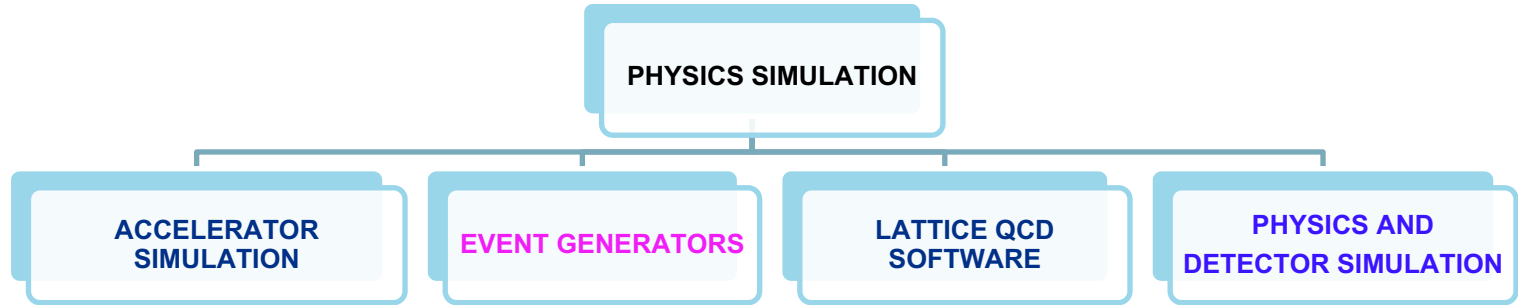 PHYSICS SIMULATION
ACCELERATOR
SIMULATION
EVENT GENERATORS
LATTICE QCD
SOFTWARE
PHYSICS AND
DETECTOR SIMULATION